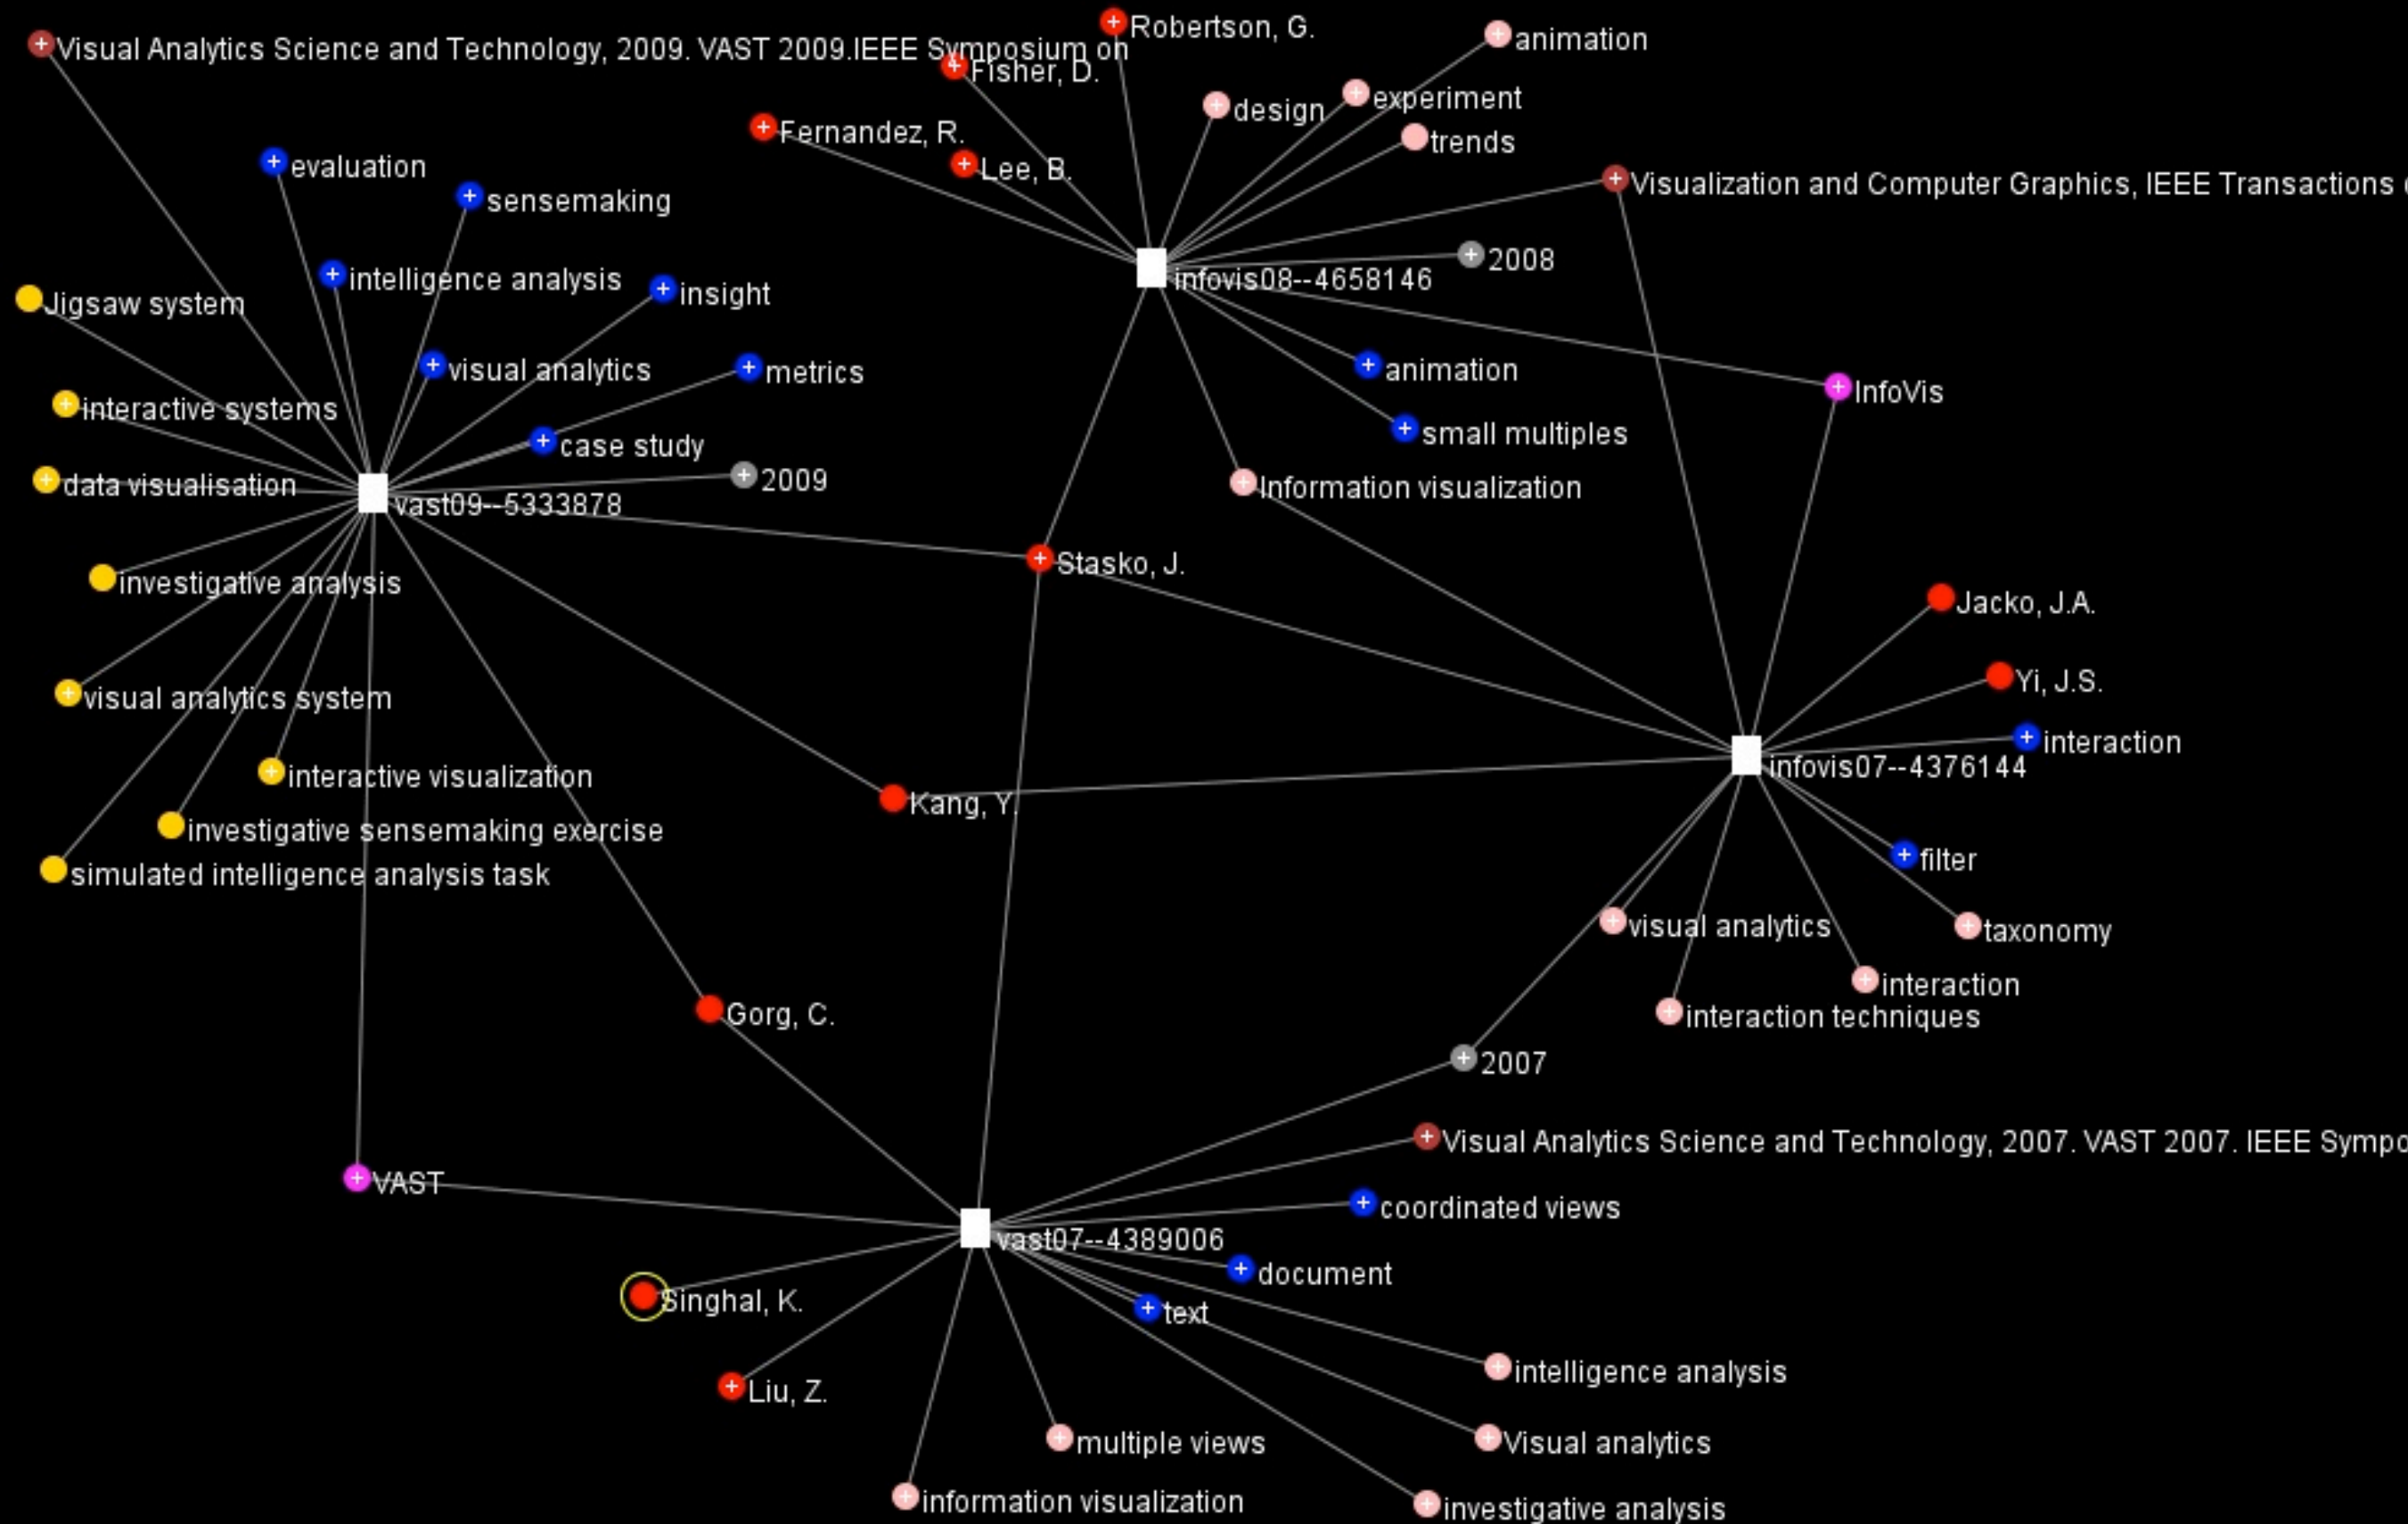 Robertson, G.
animation
Visual Analytics Science and Technology, 2009. VAST 2009.IEEE Symposium on
Fisher, D.
experiment
design
Fernandez, R.
trends
evaluation
Lee, B.
Visualization and Computer Graphics, IEEE Transactions
sensemaking
2008
intelligence analysis
infovis08--4658146
insight
Jigsaw system
visual analytics
metrics
animation
InfoVis
interactive systems
small multiples
case study
2009
data visualisation
Information visualization
vast09--5333878
Stasko, J.
investigative analysis
Jacko, J.A.
Yi, J.S.
visual analytics system
interaction
infovis07--4376144
interactive visualization
Kang, Y.
investigative sensemaking exercise
filter
simulated intelligence analysis task
visual analytics
taxonomy
interaction
Gorg, C.
interaction techniques
2007
Visual Analytics Science and Technology, 2007. VAST 2007. IEEE Sympo
VAST
coordinated views
vast07--4389006
document
Singhal, K.
text
intelligence analysis
Liu, Z.
multiple views
Visual analytics
information visualization
investigative analysis